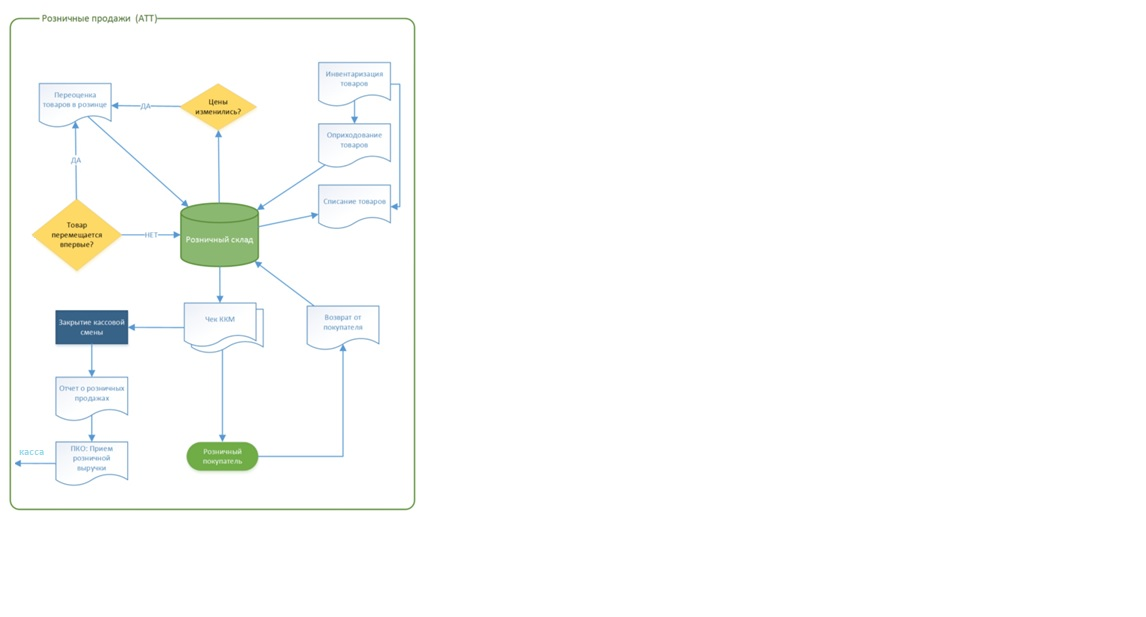 Розничные продажи (АТТ)
Инвентаризация
товаров
Переоценка
товаров в рознице
ДА
Цены
изменились?
Оприходование
товаров
ДА
Списание товаров
Товар
перемещается
впервые?
НЕТ
Розничный склад
Закрытие кассовой
смены
Чек ККМ
Возврат от
покупателя
Отчет о розничных
продажах
касса
ПКО: Прием
розничной
выручки
Розничный
покупатель